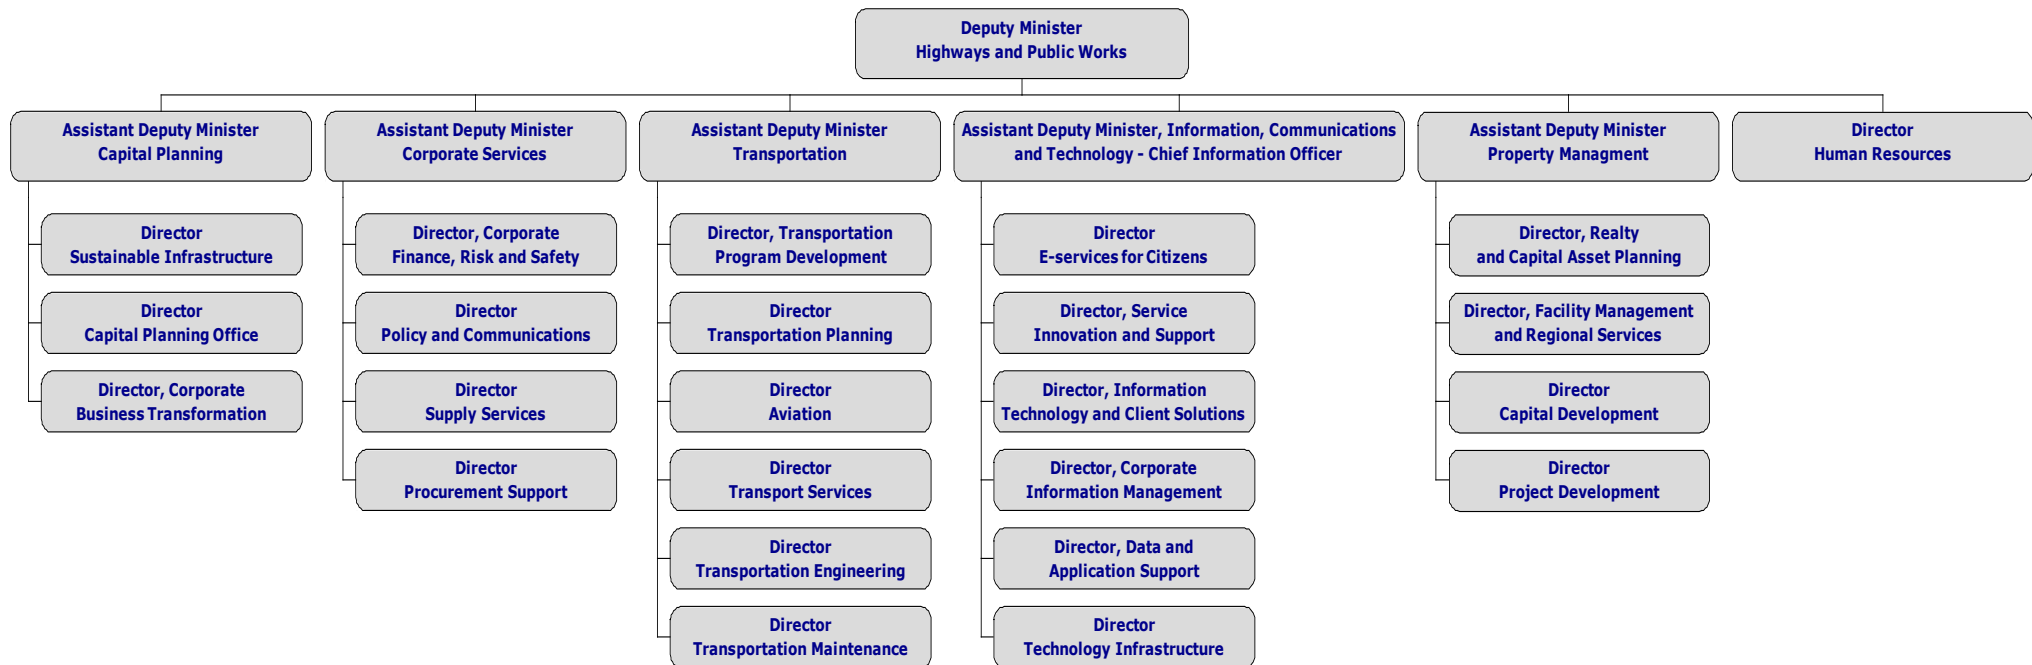 Deputy Minister
Highways and Public Works
Assistant Deputy Minister
Capital Planning
Assistant Deputy Minister
Corporate Services
Assistant Deputy Minister
Transportation
Assistant Deputy Minister, Information, Communications
and Technology - Chief Information Officer
Assistant Deputy Minister
Property Managment
Director
Human Resources
Director
Sustainable Infrastructure
Director
Capital Planning Office
Director, Corporate
Business Transformation
Director, Corporate
Finance, Risk and Safety
Director
Policy and Communications
Director
Supply Services
Director
Procurement Support
Director, Transportation
Program Development
Director
Transportation Planning
Director
Aviation
Director
Transport Services
Director
Transportation Engineering
Director
Transportation Maintenance
Director
E-services for Citizens
Director, Service
Innovation and Support
Director, Information
Technology and Client Solutions
Director, Corporate
Information Management
Director, Data and
Application Support
Director
Technology Infrastructure
Director, Realty
and Capital Asset Planning
Director, Facility Management
and Regional Services
Director
Capital Development
Director
Project Development